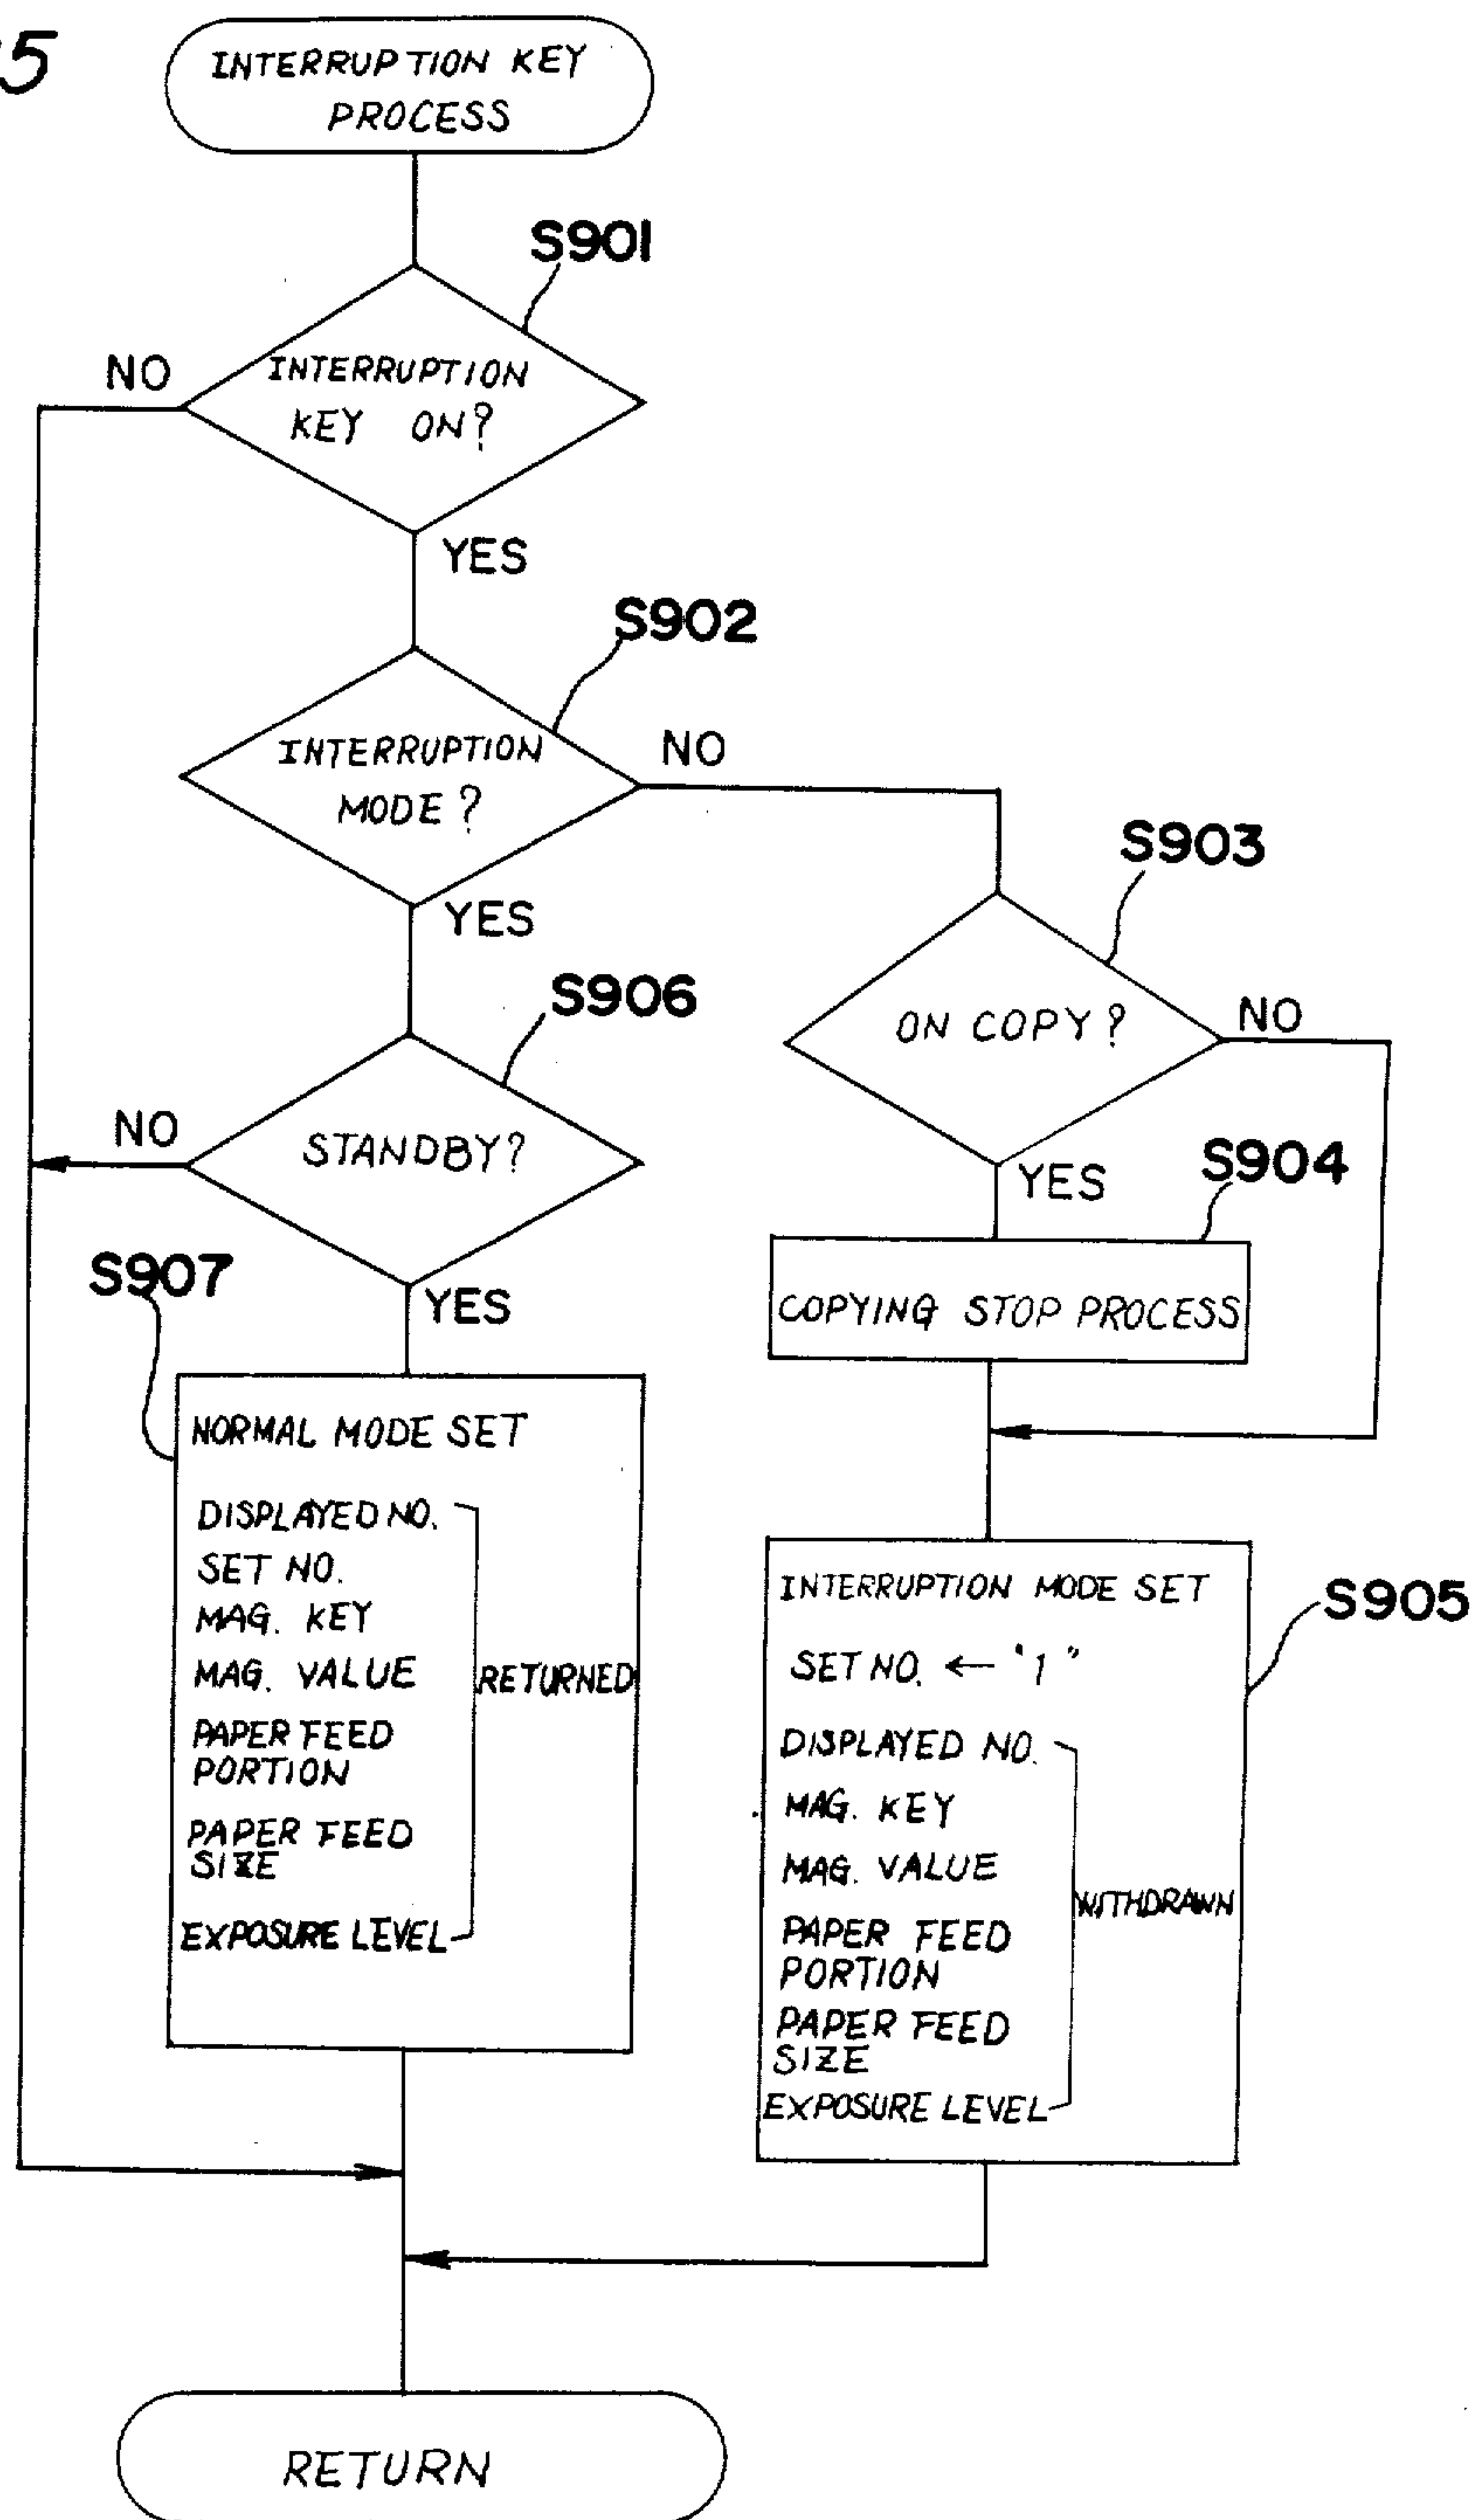 5
INTERRUPTION KEY
PROCESS
S901
NO
INTERRUPTION
KEY ON?
YES
S902
INTERRUPTION
MODE?
NO
YES
S903
ON COPY?
NO
YES
S906
STANDBY?
NO
YES
S904
COPYING STOP PROCESS
S907
NORMAL MODE SET
DISPLAYED NO.
SET NO.
MAG. KEY
MAG. VALUE
PAPER FEED
PORTION
PAPER FEED
SIZE
EXPOSURE LEVEL
RETURNED
S905
INTERRUPTION MODE SET
SET NO. ← "1"
DISPLAYED NO.
MAG. KEY
MAG. VALUE
PAPER FEED
PORTION
PAPER FEED
SIZE
EXPOSURE LEVEL
WITHDRAWN
RETURN